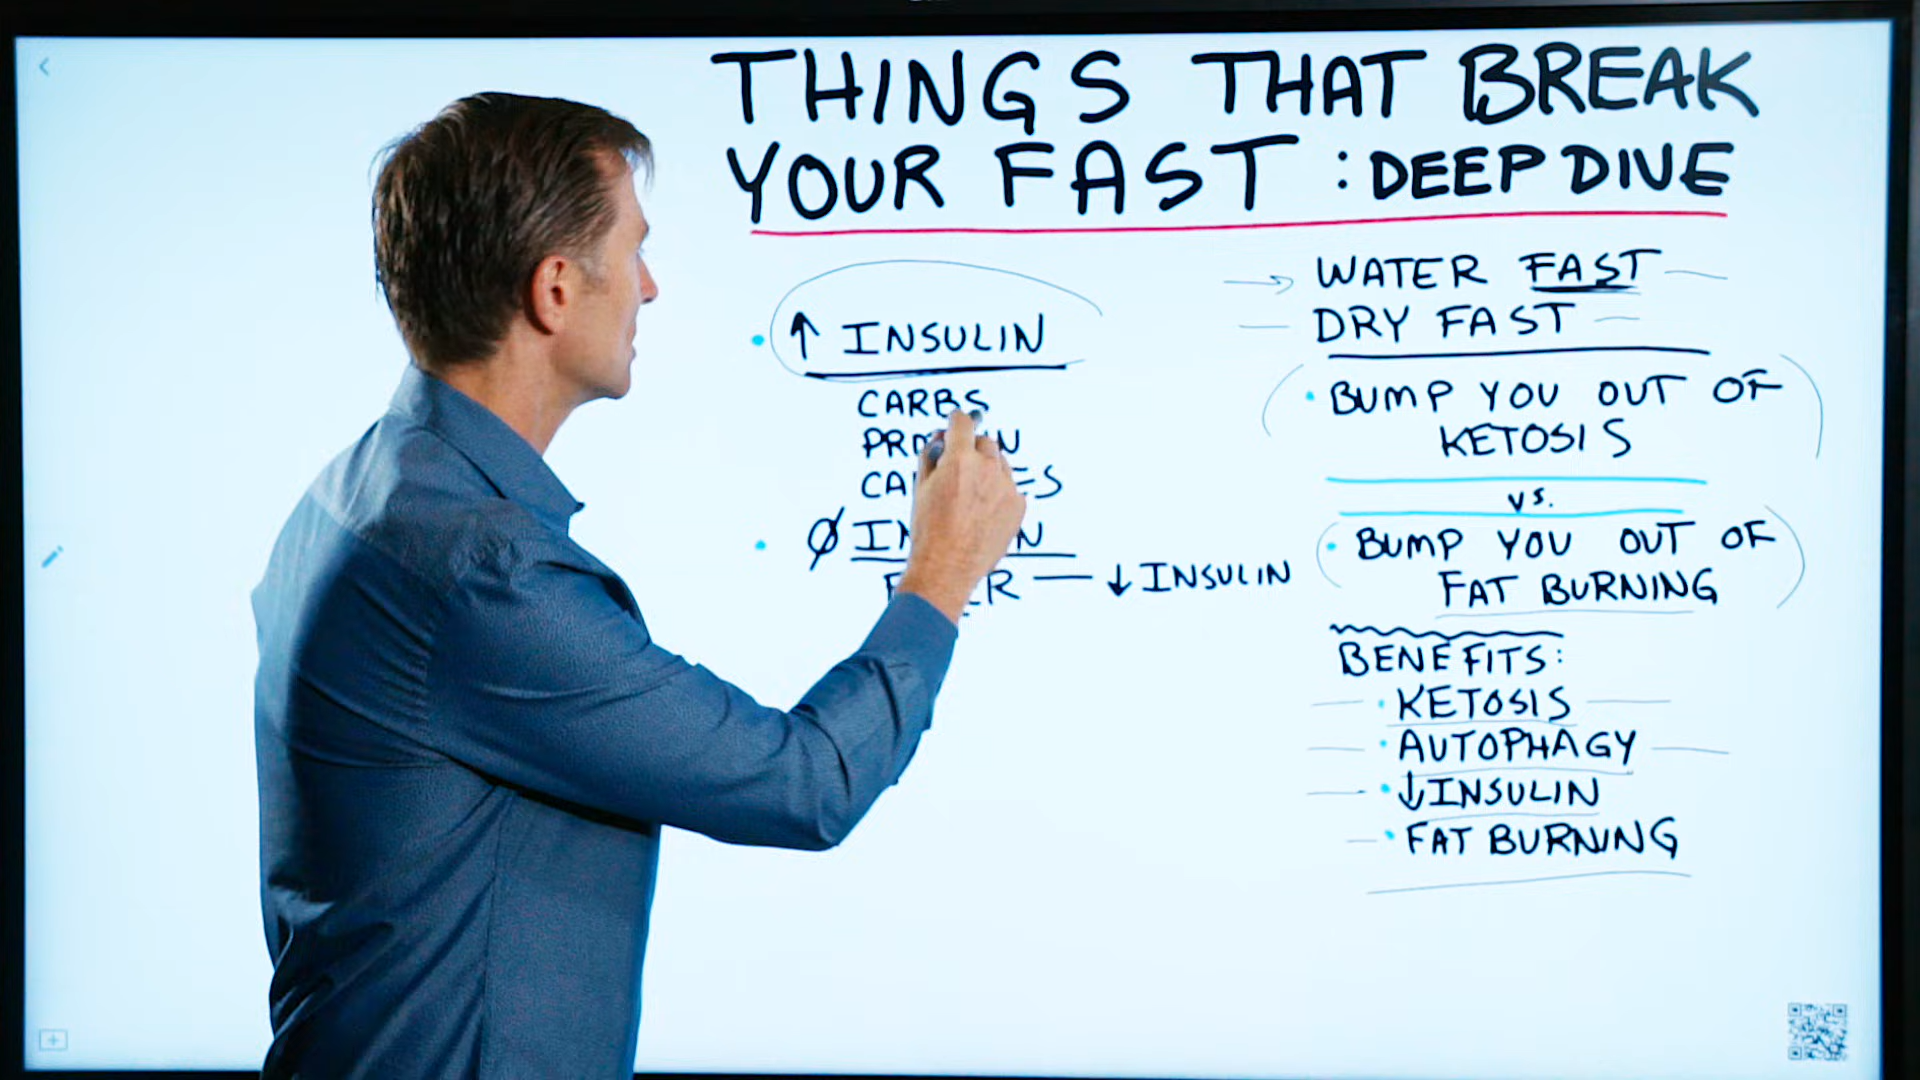 THINGS THAT BREAK
YOUR FAST : DEEP DIVE
↑ INSULIN
CARBS
Ø
↓ INSULIN
→ WATER FAST
DRY FAST
• BUMP YOU OUT OF
KETOSIS
vs.
• BUMP YOU OUT OF
FAT BURNING
BENEFITS:
• KETOSIS
• AUTOPHAGY
• ↓ INSULIN
• FAT BURNING